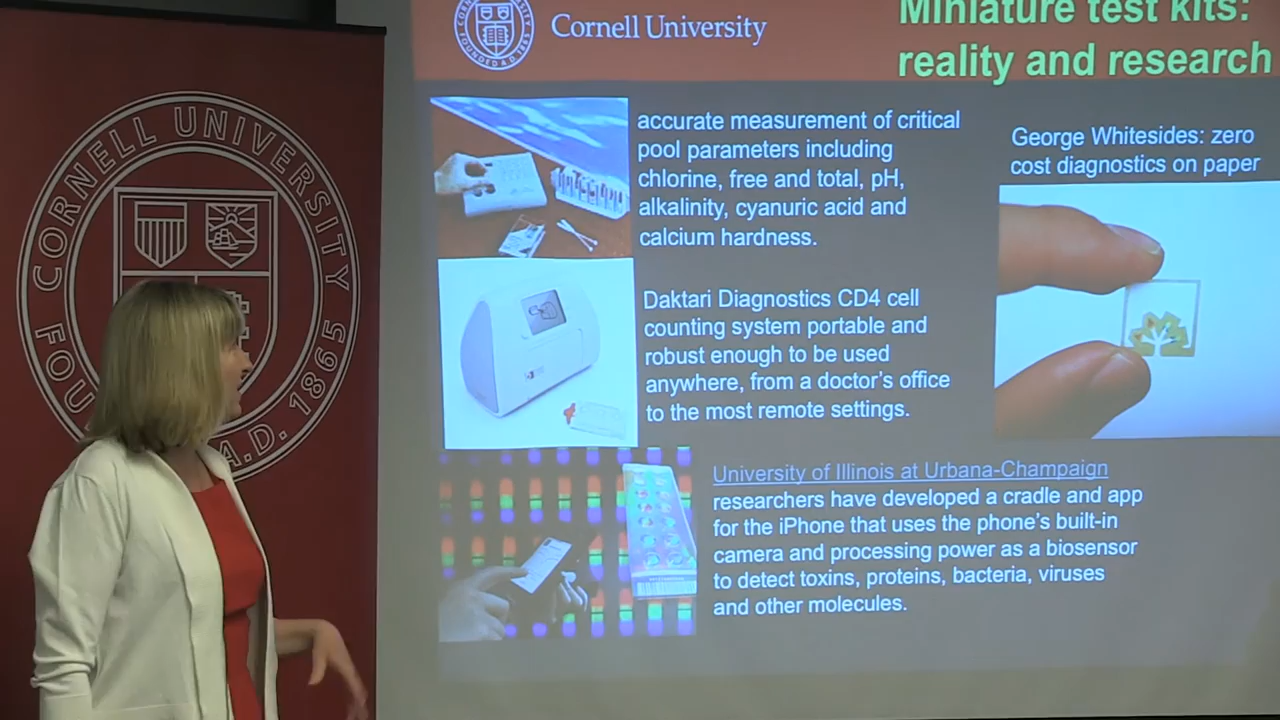 Cornell University
Miniature test kits:
reality and research
accurate measurement of critical
pool parameters including
chlorine, free and total, pH,
alkalinity, cyanuric acid and
calcium hardness.
George Whitesides: zero
cost diagnostics on paper
Daktari Diagnostics CD4 cell
counting system portable and
robust enough to be used
anywhere, from a doctor's office
to the most remote settings.
University of Illinois at Urbana-Champaign
researchers have developed a cradle and app
for the iPhone that uses the phone's built-in
camera and processing power as a biosensor
to detect toxins, proteins, bacteria, viruses
and other molecules.
CORNELL UNIVERSITY
FOU
A.D. 1865
FOUNDED A.D. 1865